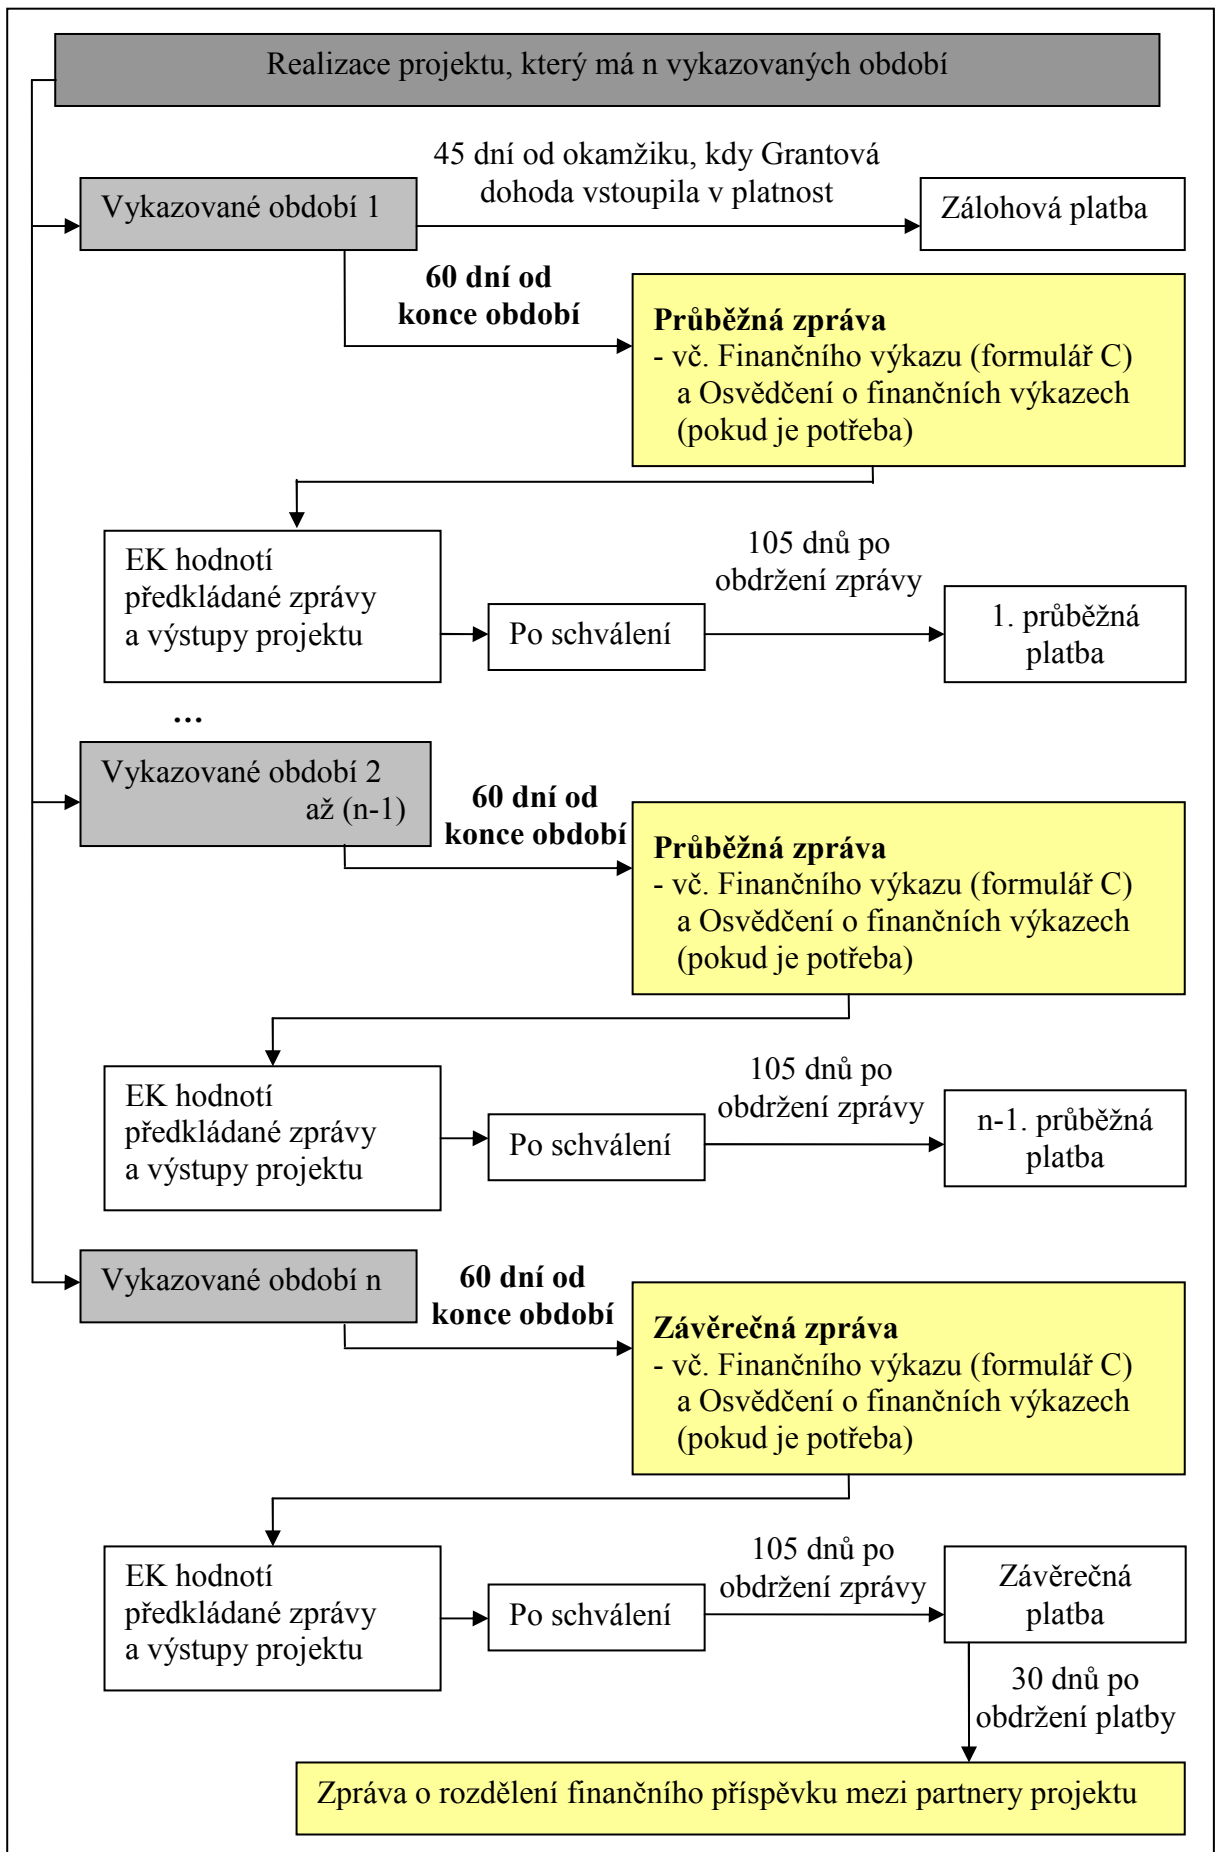 Realizace projektu, který má n vykazovaných období
45 dní od okamžiku, kdy Grantová
dohoda vstoupila v platnost
Vykazované období 1
Zálohová platba
60 dní od
konce období
Průběžná zpráva
- vč. Finančního výkazu (formulář C)
a Osvědčení o finančních výkazech
(pokud je potřeba)
EK hodnotí
předkládané zprávy
a výstupy projektu
Po schválení
105 dnů po
obdržení zprávy
1. průběžná
platba
...
Vykazované období 2
až (n-1)
60 dní od
konce období
Průběžná zpráva
- vč. Finančního výkazu (formulář C)
a Osvědčení o finančních výkazech
(pokud je potřeba)
EK hodnotí
předkládané zprávy
a výstupy projektu
Po schválení
105 dnů po
obdržení zprávy
n-1. průběžná
platba
Vykazované období n
60 dní od
konce období
Závěrečná zpráva
- vč. Finančního výkazu (formulář C)
a Osvědčení o finančních výkazech
(pokud je potřeba)
EK hodnotí
předkládané zprávy
a výstupy projektu
Po schválení
105 dnů po
obdržení zprávy
Závěrečná
platba
30 dnů po
obdržení platby
Zpráva o rozdělení finančního příspěvku mezi partnery projektu